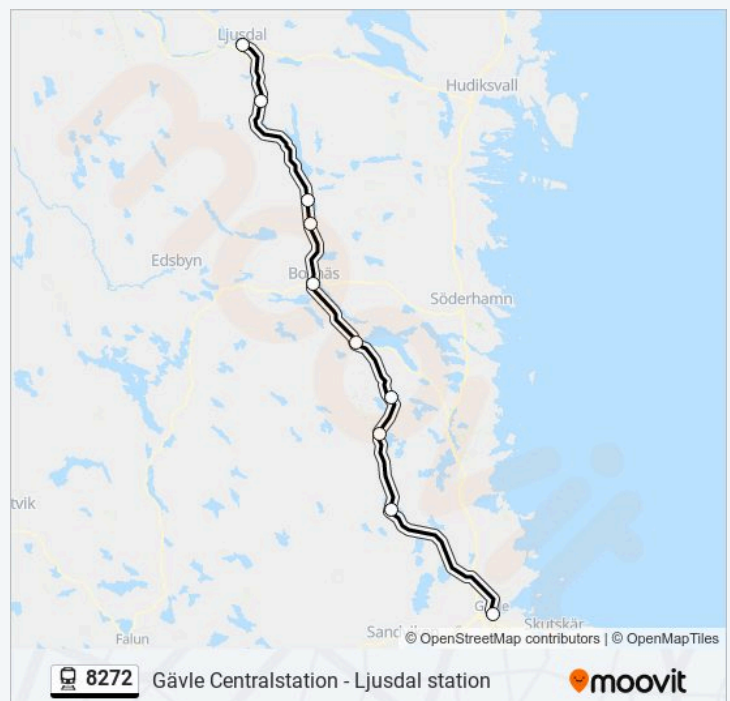 Ljusdal
Hudiksvall
Edsbyn
Söderhamn
tvik
Skutskär
Falun
© OpenStreetMap contributors | © OpenMapTiles
8272 Gävle Centralstation - Ljusdal station
moovit